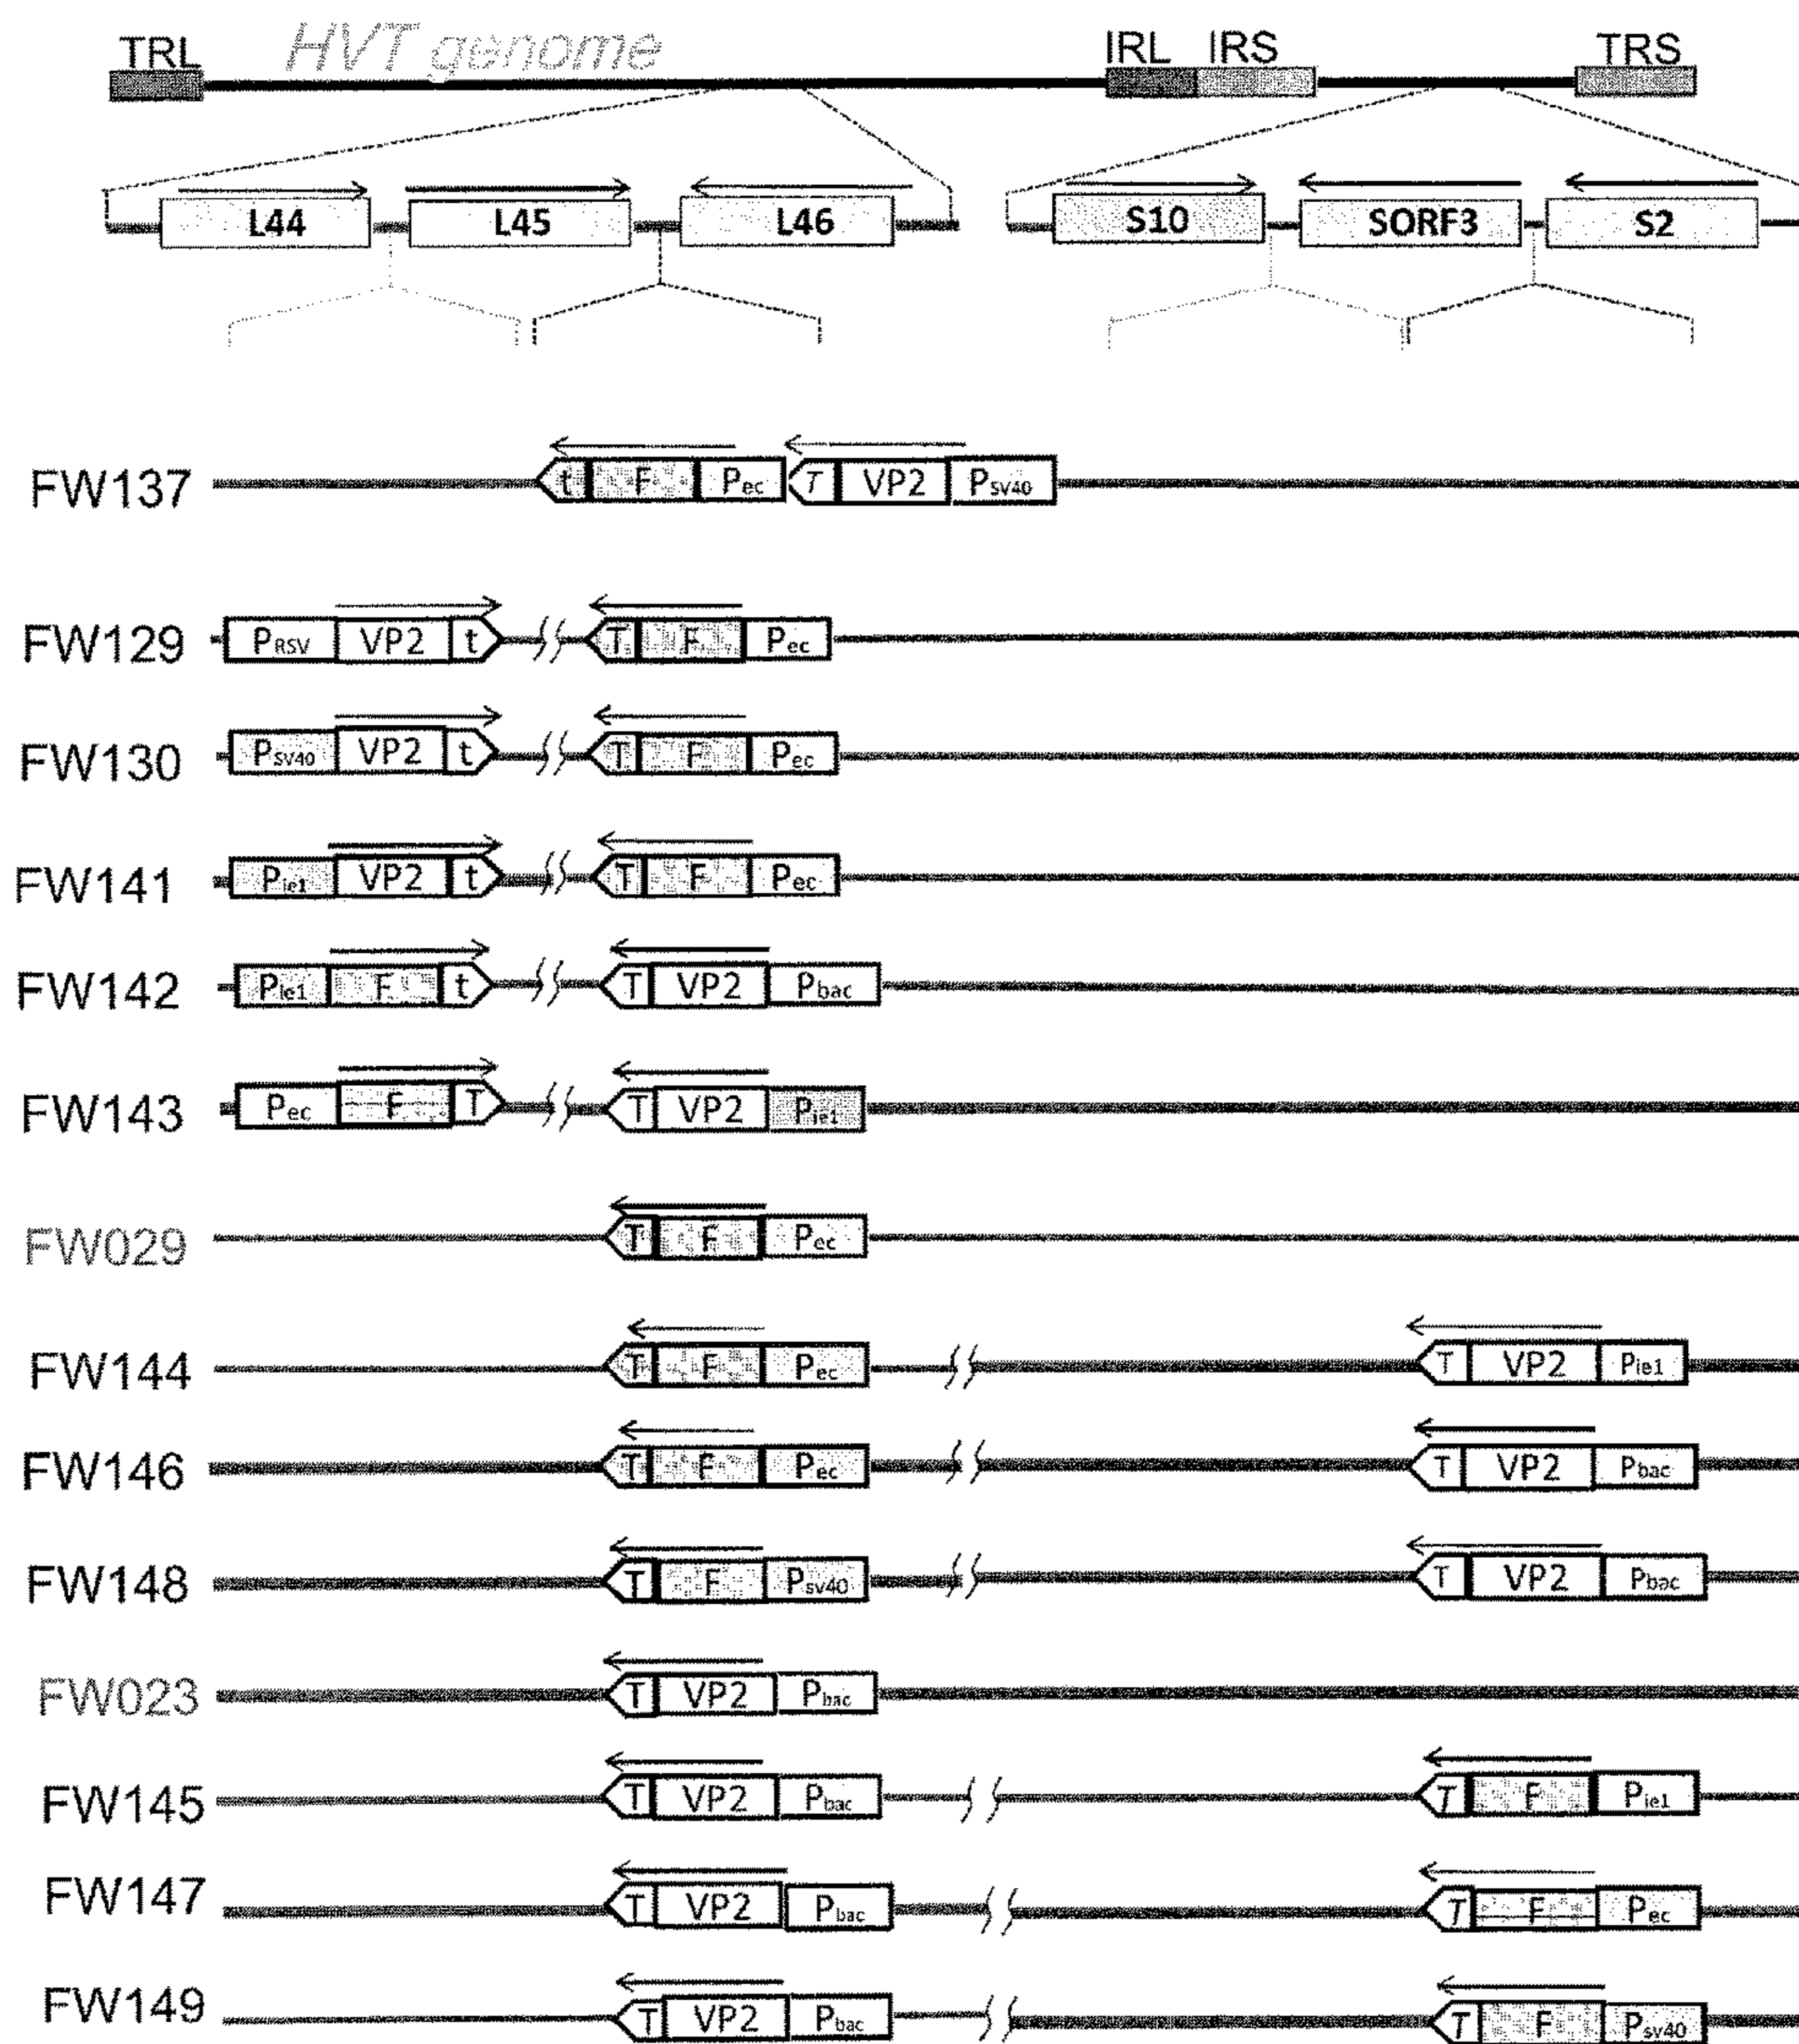 TRL HVT genome IRL IRS TRS
L44 L45 L46 S10 SORF3 S2
FW137 t F Pec T VP2 PSV40
FW129 PRSV VP2 t T F Pec
FW130 PSV40 VP2 t T F Pec
FW141 Pie1 VP2 t T F Pec
FW142 Pie1 F t T VP2 Pbac
FW143 Pec F T T VP2 Pie1
FW029 T F Pec
FW144 T F Pec T VP2 Pie1
FW146 T F Pec T VP2 Pbac
FW148 T F Psv40 T VP2 Pbac
FW023 T VP2 Pbac
FW145 T VP2 Pbac T F Pie1
FW147 T VP2 Pbac T F Pec
FW149 T VP2 Pbac T F Psv40